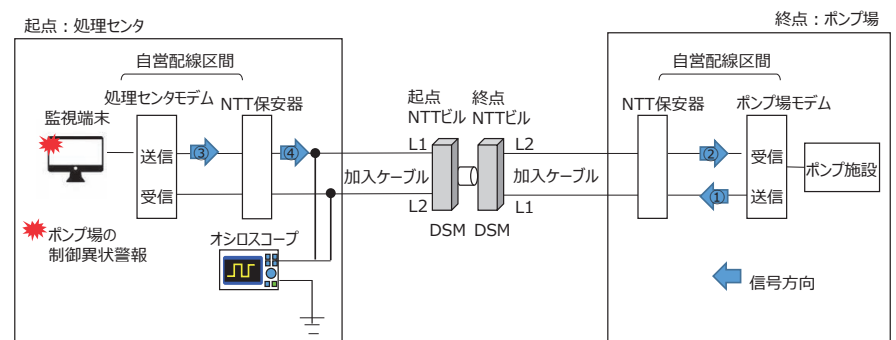 起点：処理センタ
終点：ポンプ場
自営配線区間
自営配線区間
処理センタモデム
NTT保安器
監視端末
起点
NTTビル
終点
NTTビル
NTT保安器
ポンプ場モデム
L1
L2
送信
③
④
②
受信
ポンプ施設
受信
加入ケーブル
加入ケーブル
①
送信
L2
L1
DSM
DSM
ポンプ場の
制御異状警報
オシロスコープ
信号方向